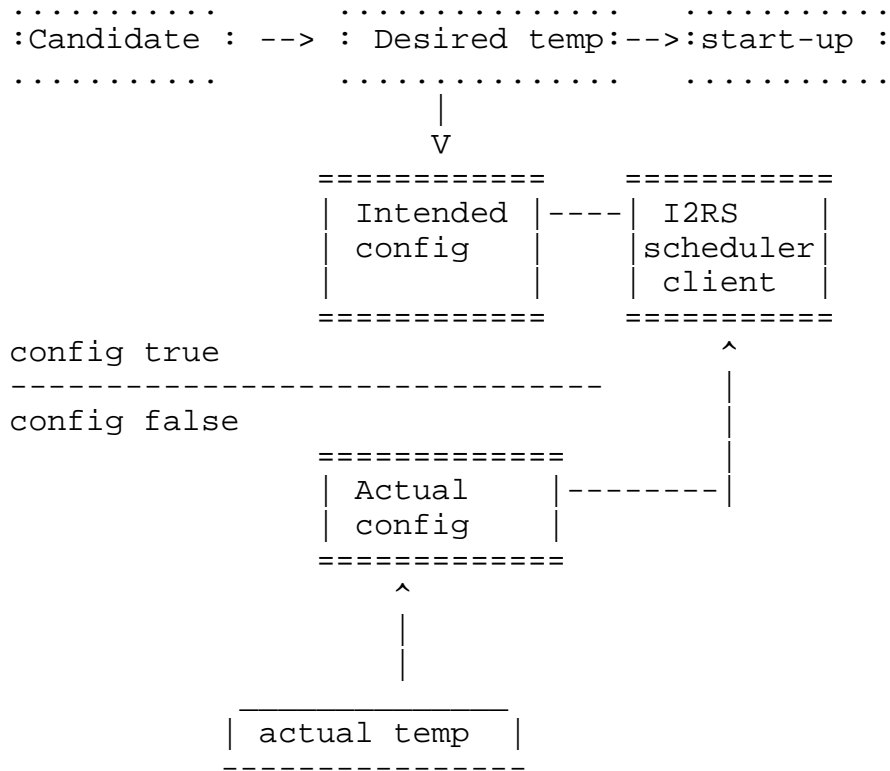 Candidate --> Desired temp --> start-up
Intended I2RS
config scheduler
client
config true
config false
Actual
config
actual temp